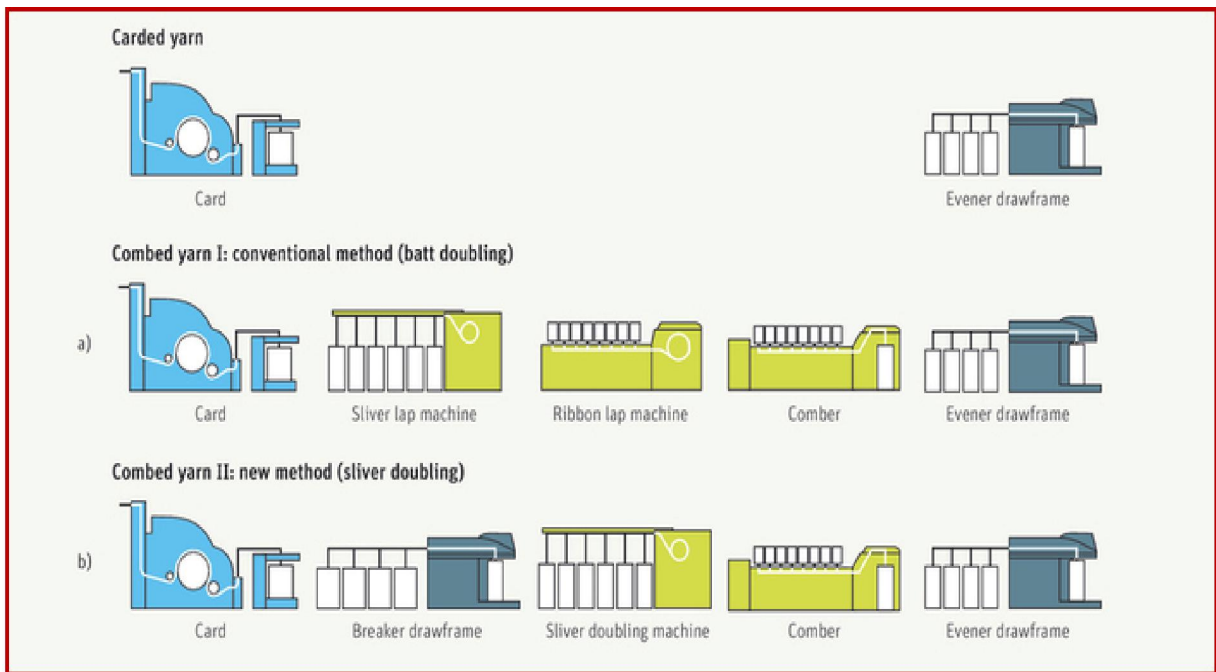 Carded yarn
Card
Evener drawframe
Combed yarn I: conventional method (batt doubling)
a)
Card
Sliver lap machine
Ribbon lap machine
Comber
Evener drawframe
Combed yarn II: new method (sliver doubling)
b)
Card
Breaker drawframe
Sliver doubling machine
Comber
Evener drawframe